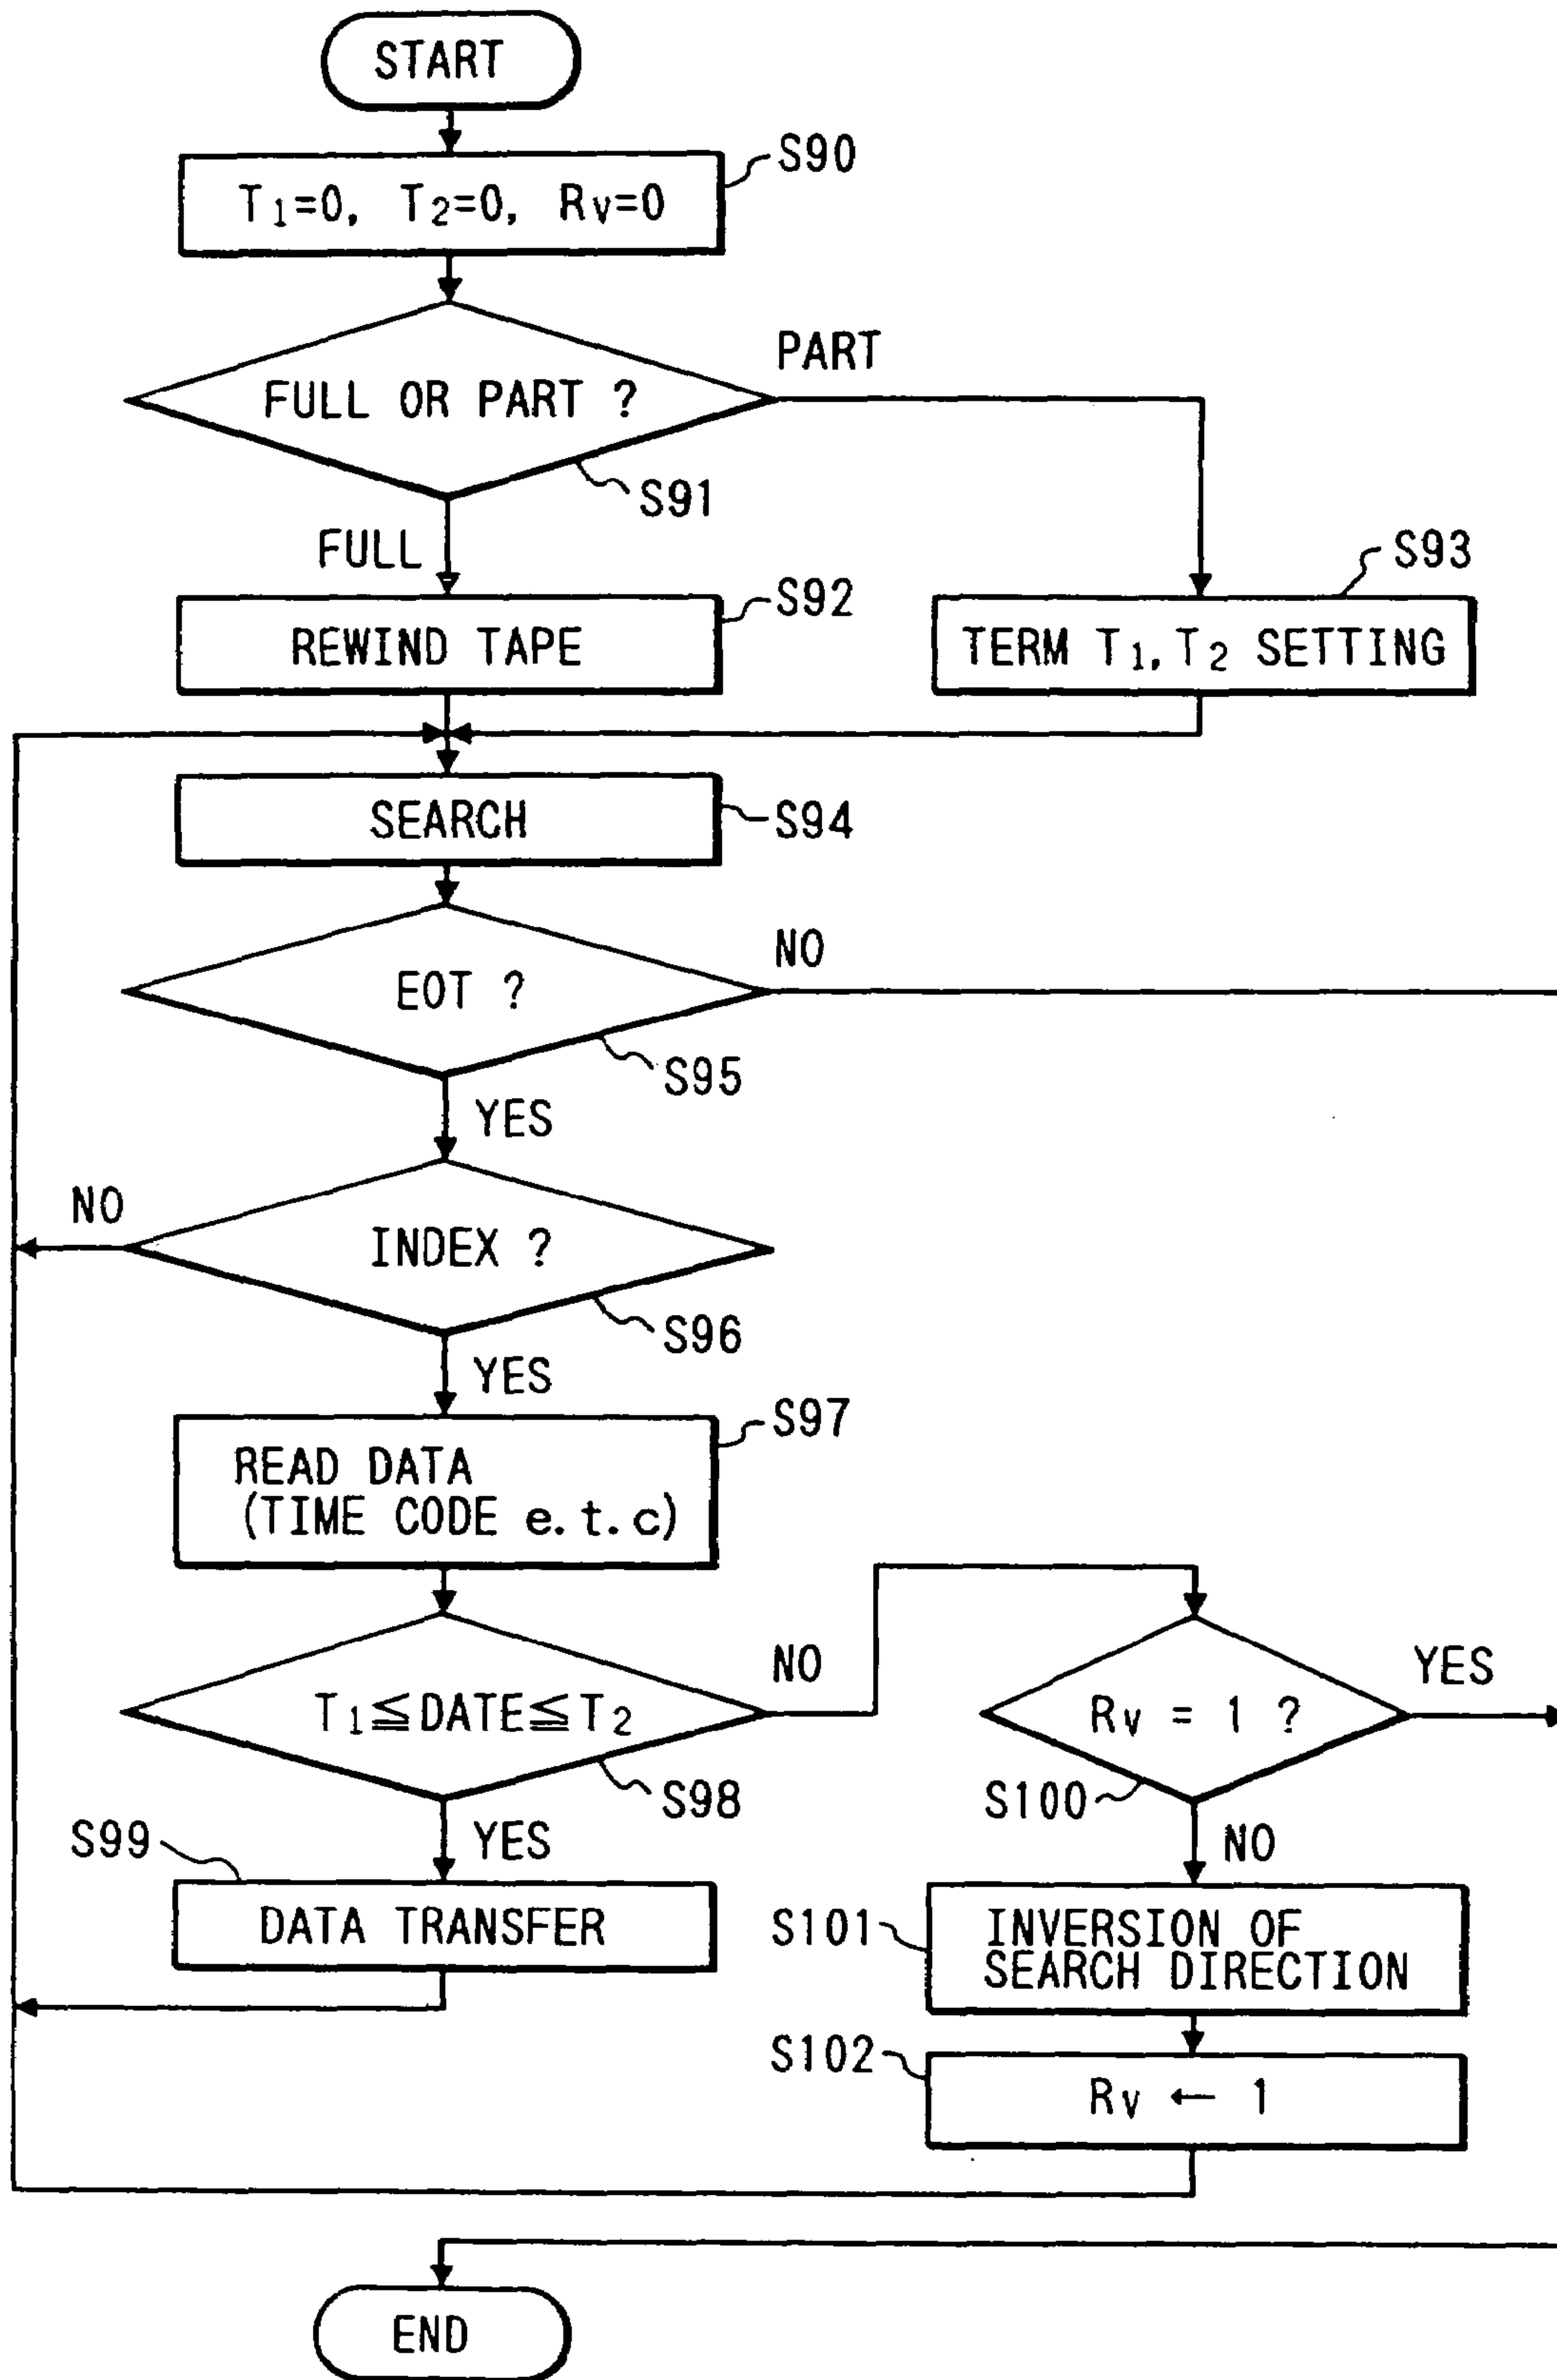 START
S90
T1=0, T2=0, Rv=0
PART
FULL OR PART ?
S91
FULL
S93
S92
REWIND TAPE
TERM T1, T2 SETTING
SEARCH
S94
NO
EOT ?
S95
YES
NO
INDEX ?
S96
YES
S97
READ DATA
(TIME CODE e.t.c)
NO
YES
T1≦DATE≦T2
Rv = 1 ?
S98
S100
S99
YES
NO
DATA TRANSFER
S101
INVERSION OF
SEARCH DIRECTION
S102
Rv ← 1
END